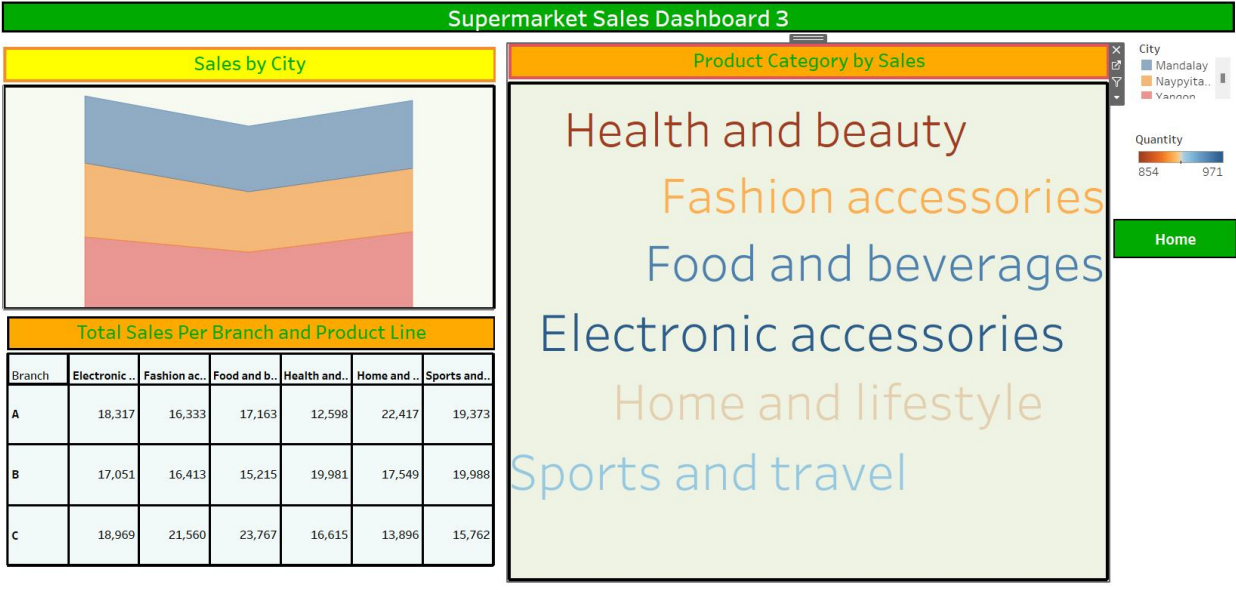 Supermarket Sales Dashboard 3
Sales by City
Product Category by Sales
City
Mandalay
Naypyita..
Yangon
Health and beauty
Fashion accessories
Food and beverages
Electronic accessories
Home and lifestyle
Sports and travel
Quantity
854 971
Home
Total Sales Per Branch and Product Line
Branch Electronic .. Fashion ac.. Food and b.. Health and.. Home and .. Sports and..
A 18,317 16,333 17,163 12,598 22,417 19,373
B 17,051 16,413 15,215 19,981 17,549 19,988
C 18,969 21,560 23,767 16,615 13,896 15,762